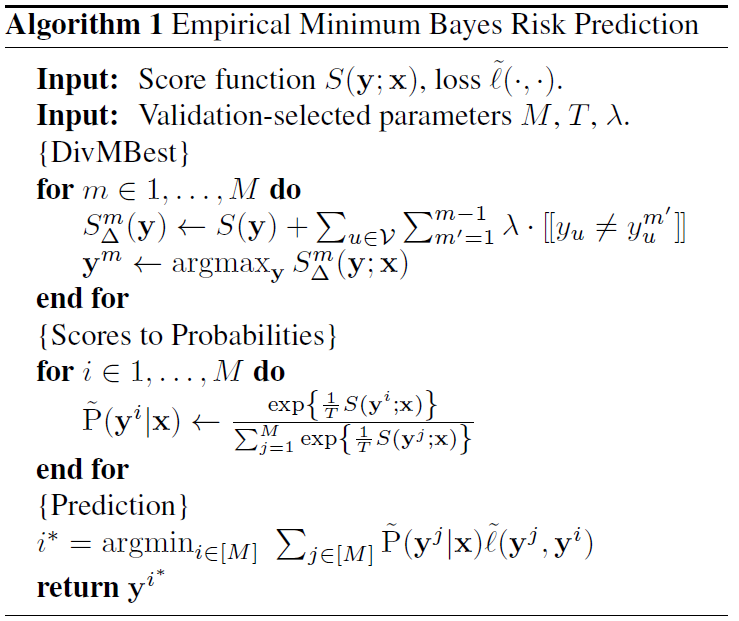 Algorithm 1 Empirical Minimum Bayes Risk Prediction
Input: Score function $S(\mathbf{y}; \mathbf{x})$, loss $\tilde{\ell}(\cdot, \cdot)$.
Input: Validation-selected parameters $M$, $T$, $\lambda$.
{DivMBest}
for $m \in 1, \ldots, M$ do
$S_{\Delta}^{m}(\mathbf{y}) \leftarrow S(\mathbf{y}) + \sum_{u \in \mathcal{V}} \sum_{m'=1}^{m-1} \lambda \cdot [\![ y_u \neq y_u^{m'} ]\!]$
$\mathbf{y}^{m} \leftarrow \operatorname{argmax}_{\mathbf{y}} S_{\Delta}^{m}(\mathbf{y}; \mathbf{x})$
end for
{Scores to Probabilities}
for $i \in 1, \ldots, M$ do
$\tilde{\mathrm{P}}(\mathbf{y}^{i}|\mathbf{x}) \leftarrow \frac{\exp\{\frac{1}{T} S(\mathbf{y}^{i}; \mathbf{x})\}}{\sum_{j=1}^{M} \exp\{\frac{1}{T} S(\mathbf{y}^{j}; \mathbf{x})\}}$
end for
{Prediction}
$i^{*} = \operatorname{argmin}_{i \in [M]} \sum_{j \in [M]} \tilde{\mathrm{P}}(\mathbf{y}^{j}|\mathbf{x}) \tilde{\ell}(\mathbf{y}^{j}, \mathbf{y}^{i})$
return $\mathbf{y}^{i^{*}}$